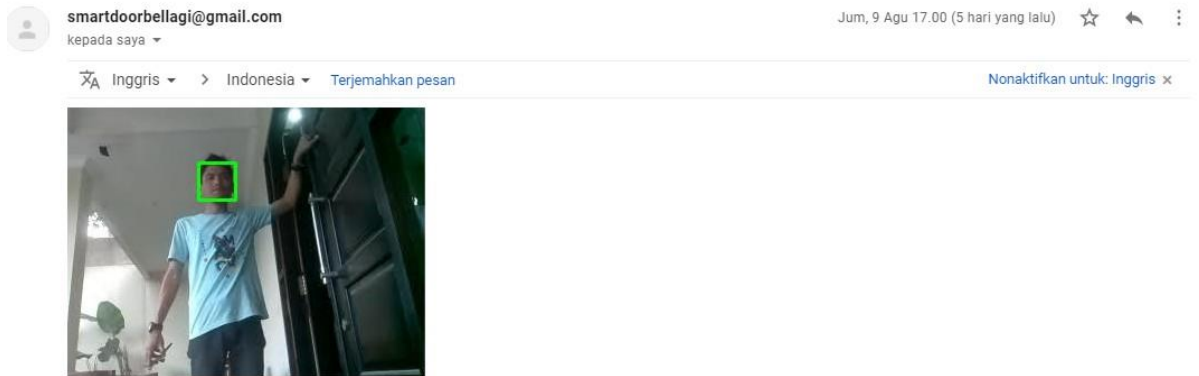 smartdoorbellagi@gmail.com
Jum, 9 Agu 17.00 (5 hari yang lalu)
kepada saya
Inggris > Indonesia Terjemahkan pesan
Nonaktifkan untuk: Inggris ×